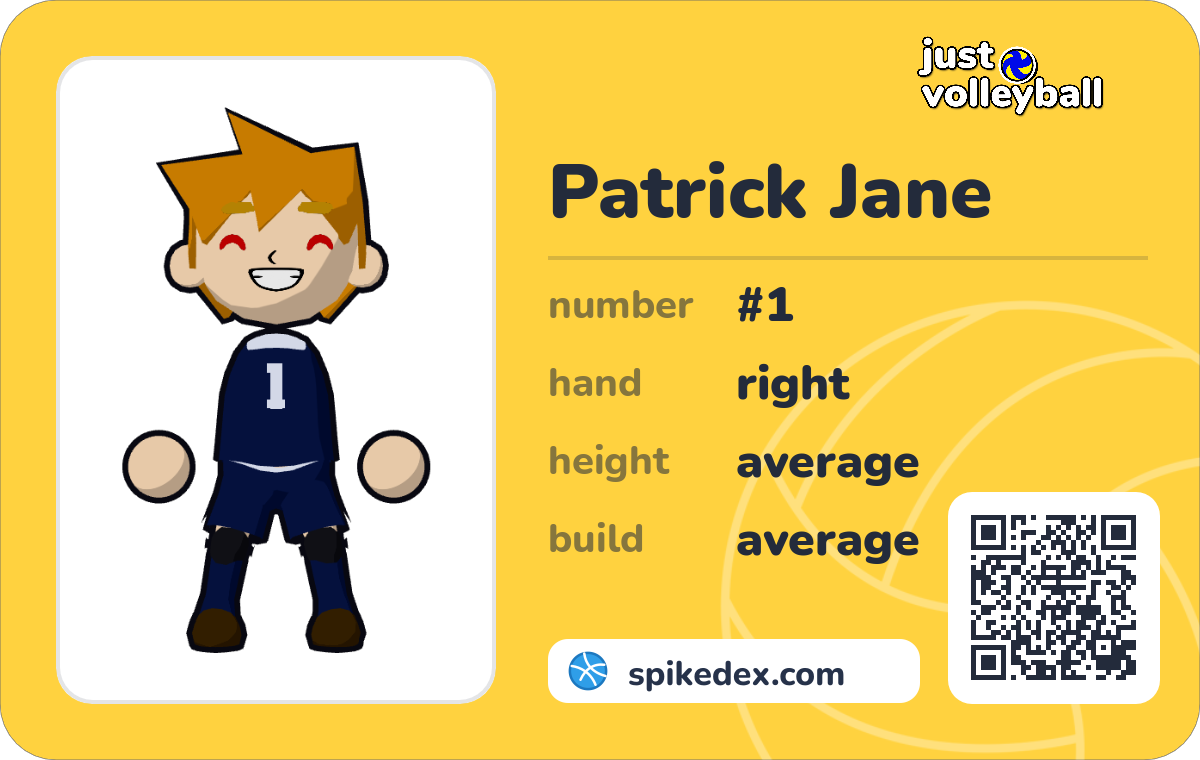 just
volleyball
Patrick Jane
number #1
hand right
height average
build average
1
spikedex.com